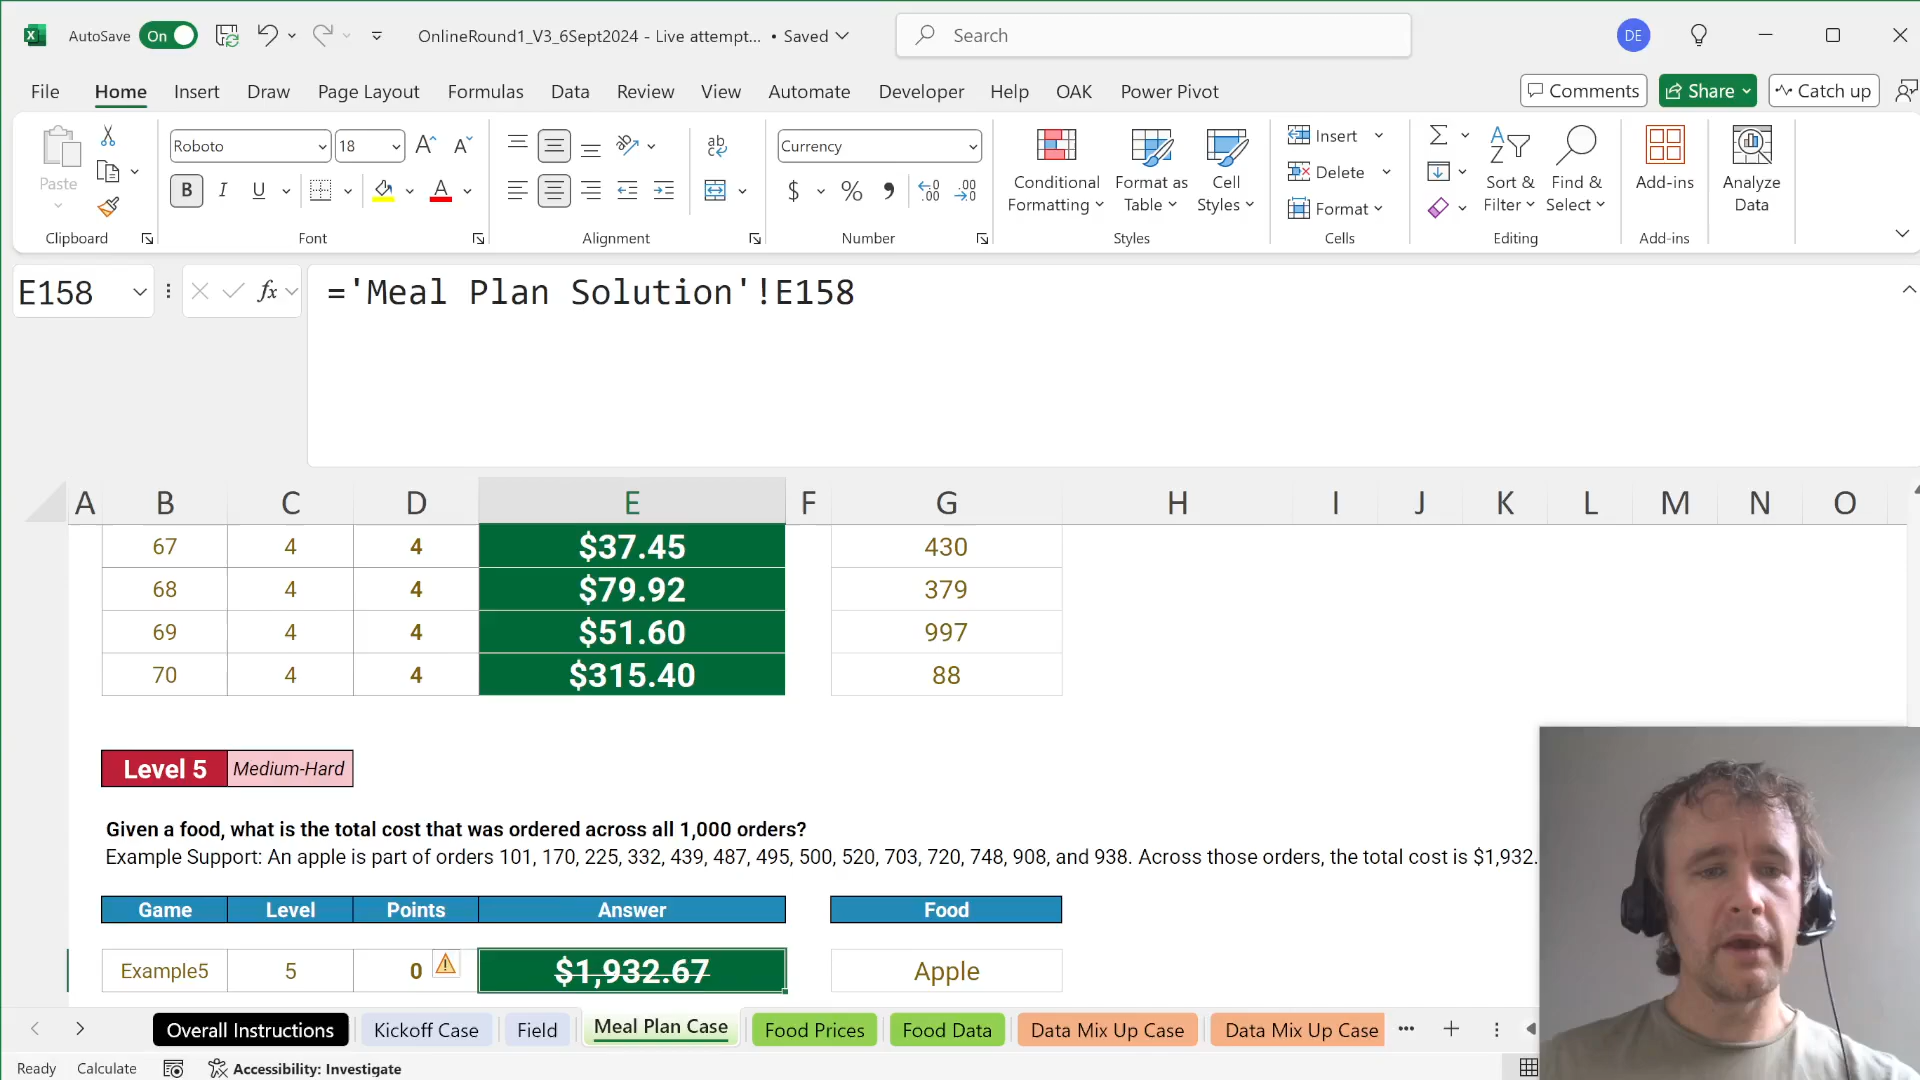 AutoSave On OnlineRound1_V3_6Sept2024 - Live attempt... • Saved Search DE
File Home Insert Draw Page Layout Formulas Data Review View Automate Developer Help OAK Power Pivot Comments Share Catch up
Paste
Clipboard
Roboto 18
B I U A
Font
ab
Alignment
Currency
$ % , .00 .00
Number
Conditional Formatting
Format as Table
Cell Styles
Styles
Insert
Delete
Format
Cells
Sort & Filter
Find & Select
Editing
Add-ins
Add-ins
Analyze Data
E158 fx ='Meal Plan Solution'!E158
A B C D E F G H I J K L M N O
67 4 4 $37.45 430
68 4 4 $79.92 379
69 4 4 $51.60 997
70 4 4 $315.40 88
Level 5 Medium-Hard
Given a food, what is the total cost that was ordered across all 1,000 orders?
Example Support: An apple is part of orders 101, 170, 225, 332, 439, 487, 495, 500, 520, 703, 720, 748, 908, and 938. Across those orders, the total cost is $1,932.
Game Level Points Answer Food
Example5 5 0 $1,932.67 Apple
Overall Instructions Kickoff Case Field Meal Plan Case Food Prices Food Data Data Mix Up Case Data Mix Up Case
Ready Calculate Accessibility: Investigate